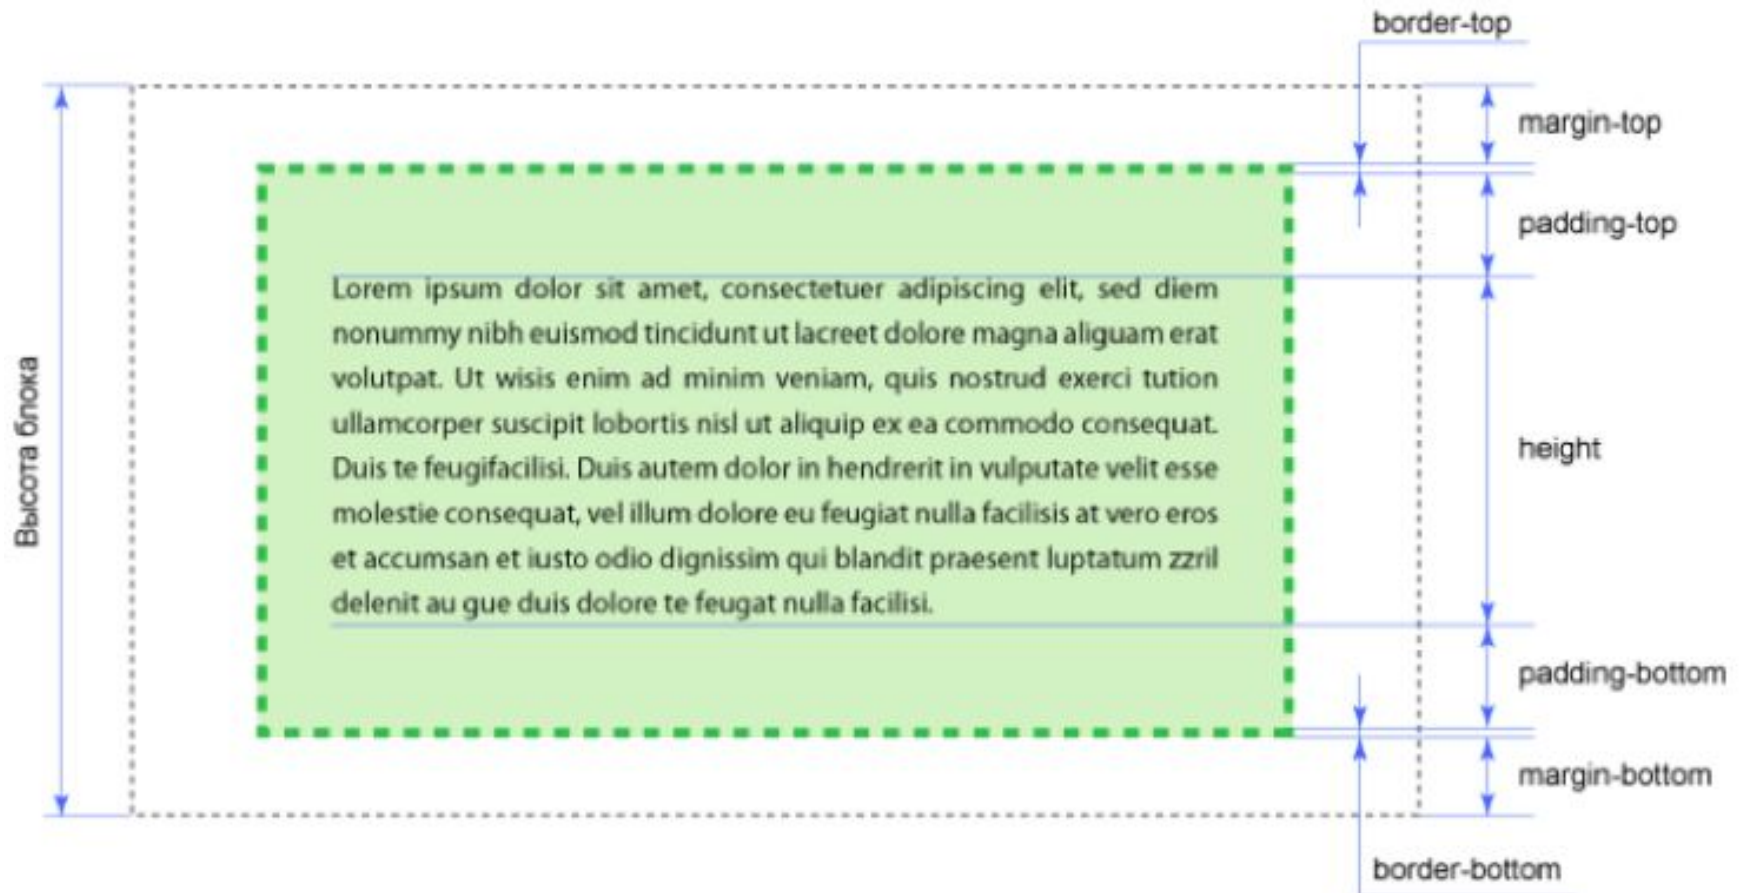 border-top
margin-top
padding-top
Lorem ipsum dolor sit amet, consectetuer adipiscing elit, sed diem
nonummy nibh euismod tincidunt ut lacreet dolore magna aliguam erat
volutpat. Ut wisis enim ad minim veniam, quis nostrud exerci tution
ullamcorper suscipit lobortis nisl ut aliquip ex ea commodo consequat.
Duis te feugifacilisi. Duis autem dolor in hendrerit in vulputate velit esse
molestie consequat, vel illum dolore eu feugiat nulla facilisis at vero eros
et accumsan et iusto odio dignissim qui blandit praesent luptatum zzril
delenit au gue duis dolore te feugat nulla facilisi.
Высота блока
height
padding-bottom
margin-bottom
border-bottom